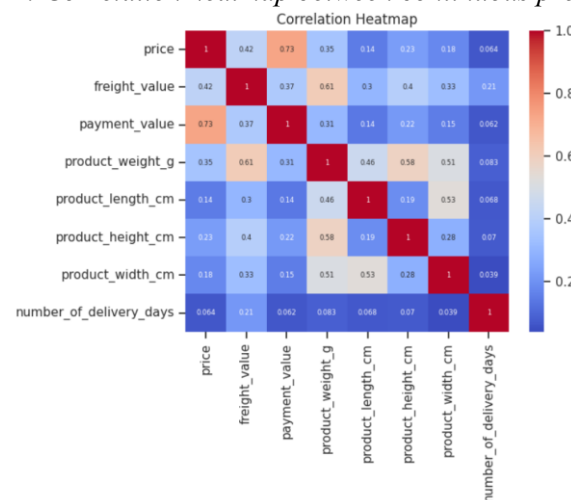 Correlation Heatmap between continuous
Correlation Heatmap
price 1 0.42 0.73 0.35 0.14 0.23 0.18 0.064
freight_value 0.42 1 0.37 0.61 0.3 0.4 0.33 0.21
payment_value 0.73 0.37 1 0.31 0.14 0.22 0.15 0.062
product_weight_g 0.35 0.61 0.31 1 0.46 0.58 0.51 0.083
product_length_cm 0.14 0.3 0.14 0.46 1 0.19 0.53 0.068
product_height_cm 0.23 0.4 0.22 0.58 0.19 1 0.28 0.07
product_width_cm 0.18 0.33 0.15 0.51 0.53 0.28 1 0.039
number_of_delivery_days 0.064 0.21 0.062 0.083 0.068 0.07 0.039 1
price
freight_value
payment_value
product_weight_g
product_length_cm
product_height_cm
product_width_cm
number_of_delivery_days
1.0
0.8
0.6
0.4
0.2